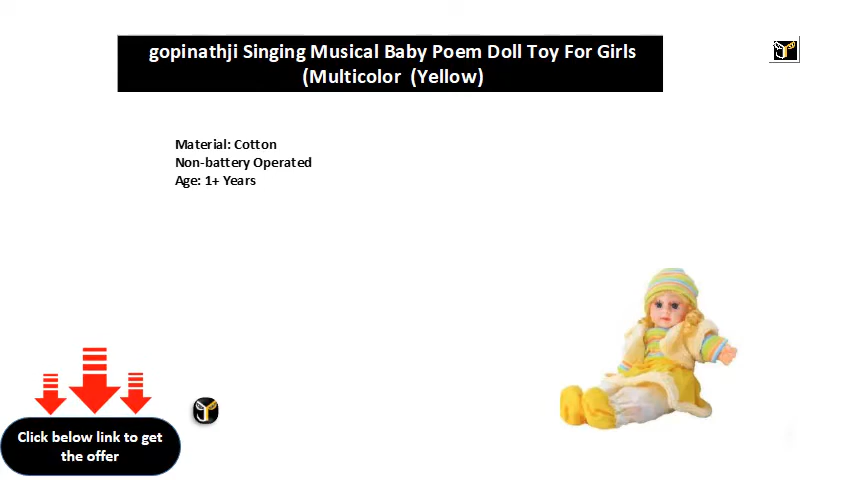 gopinathji Singing Musical Baby Poem Doll Toy For Girls
(Multicolor (Yellow)
Material: Cotton
Non-battery Operated
Age: 1+ Years
Click below link to get
the offer